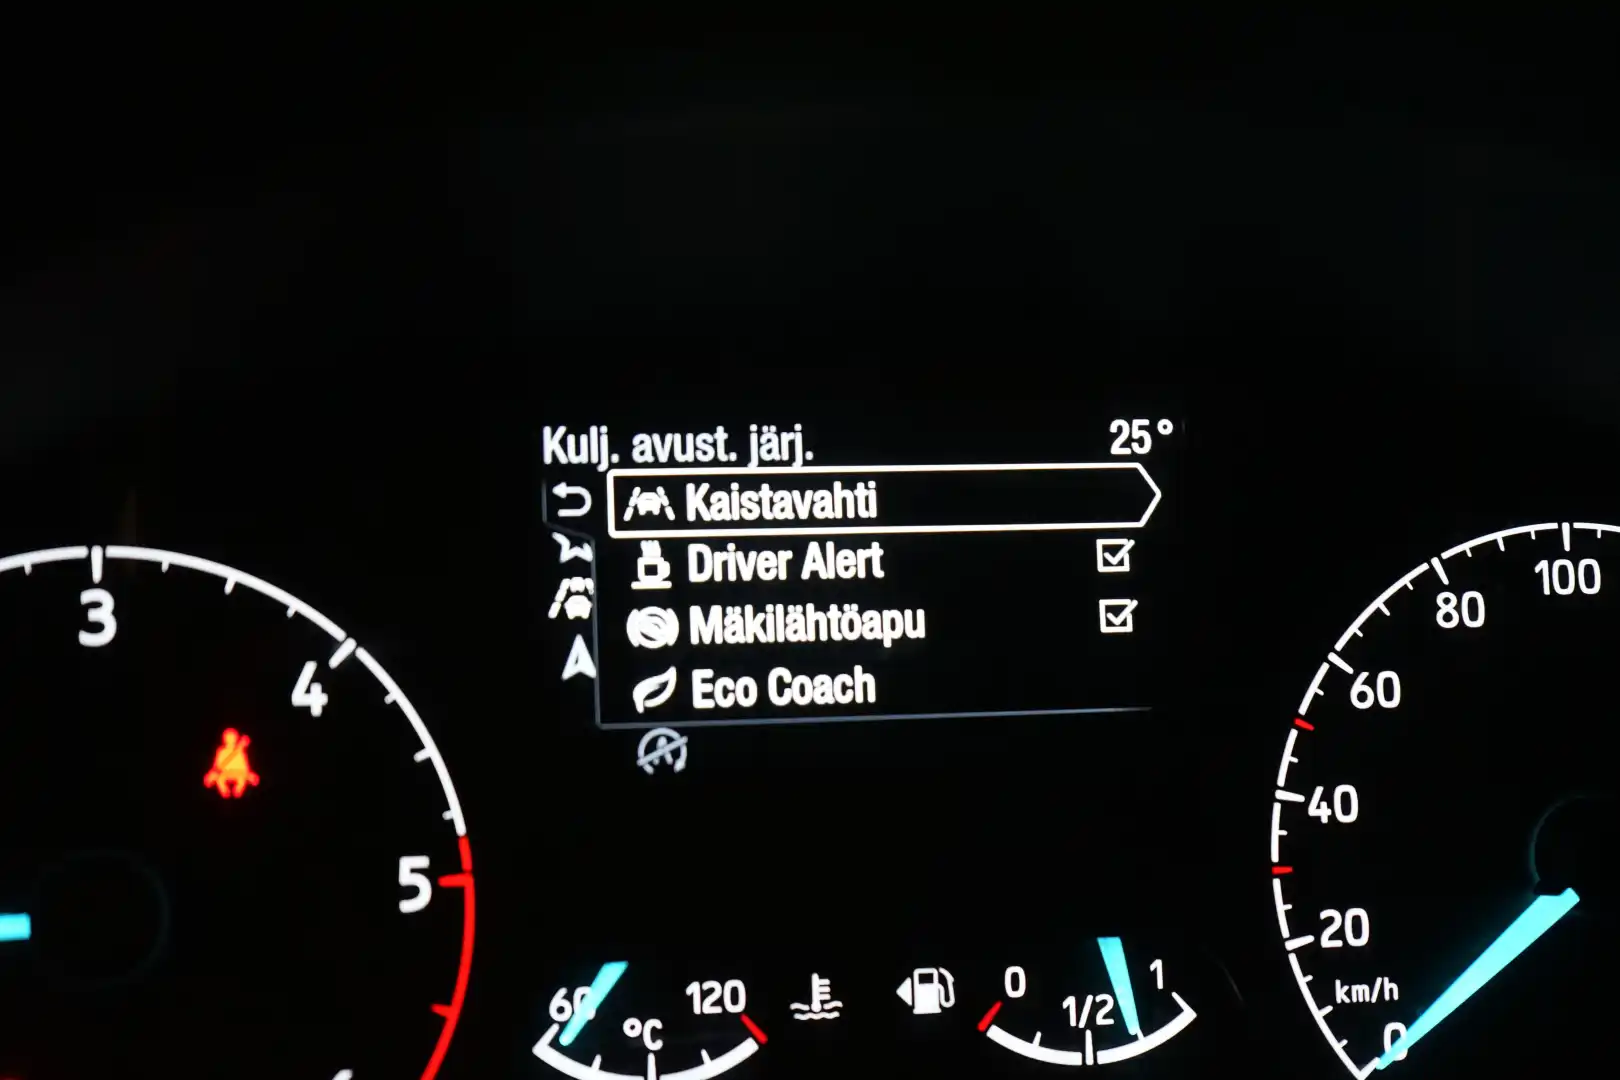 Kulj. avust. järj. 25°
Kaistavahti
Driver Alert
Mäkilähtöapu
Eco Coach
3
4
5
100
80
60
40
20
km/h
0
60 °C 120
0 1/2 1